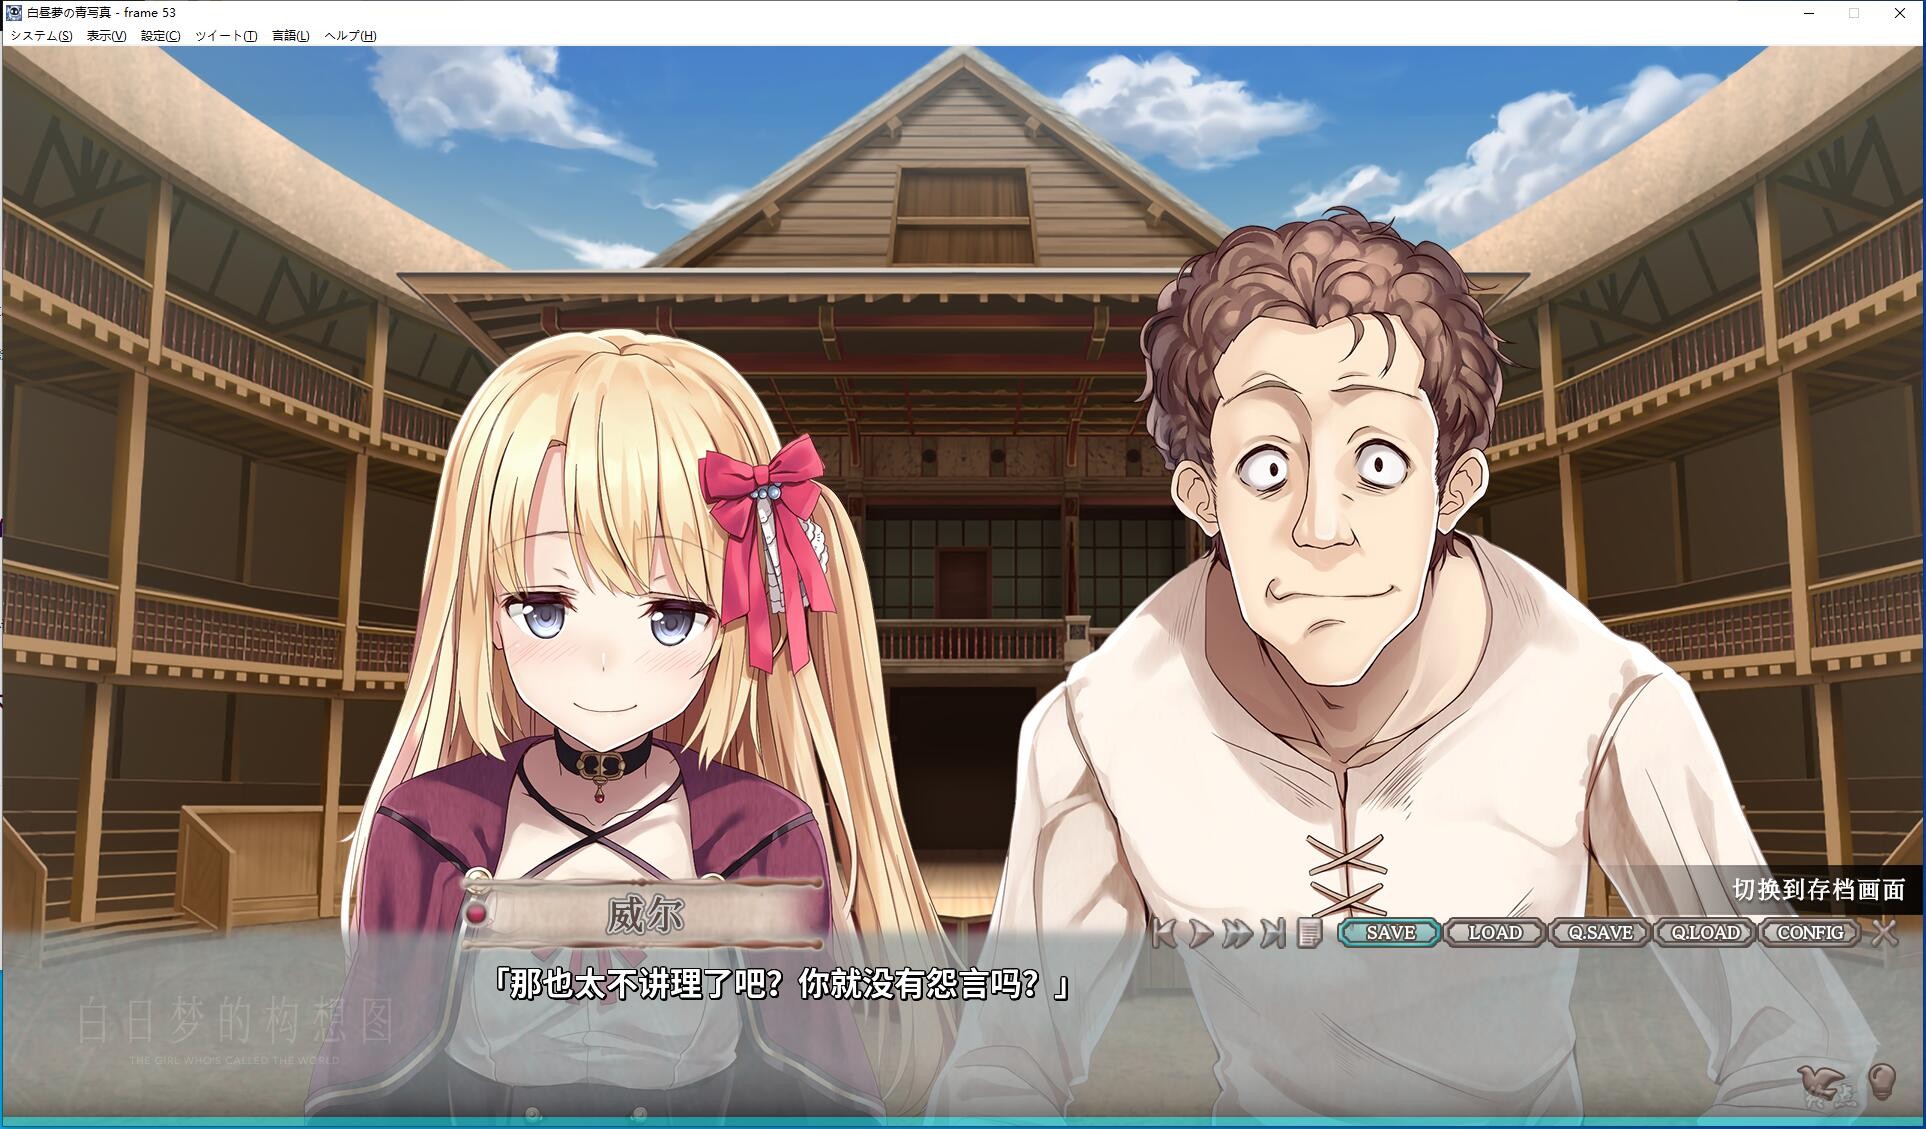 白昼夢の青写真 - frame 53
システム(S) 表示(V) 設定(C) ツイート(T) 言語(L) ヘルプ(H)
切换到存档画面
威尔
SAVE LOAD Q.SAVE Q.LOAD CONFIG
「那也太不讲理了吧？你就没有怨言吗？」
白日梦的构想图
THE GIRL WHO'S CALLED THE WORLD